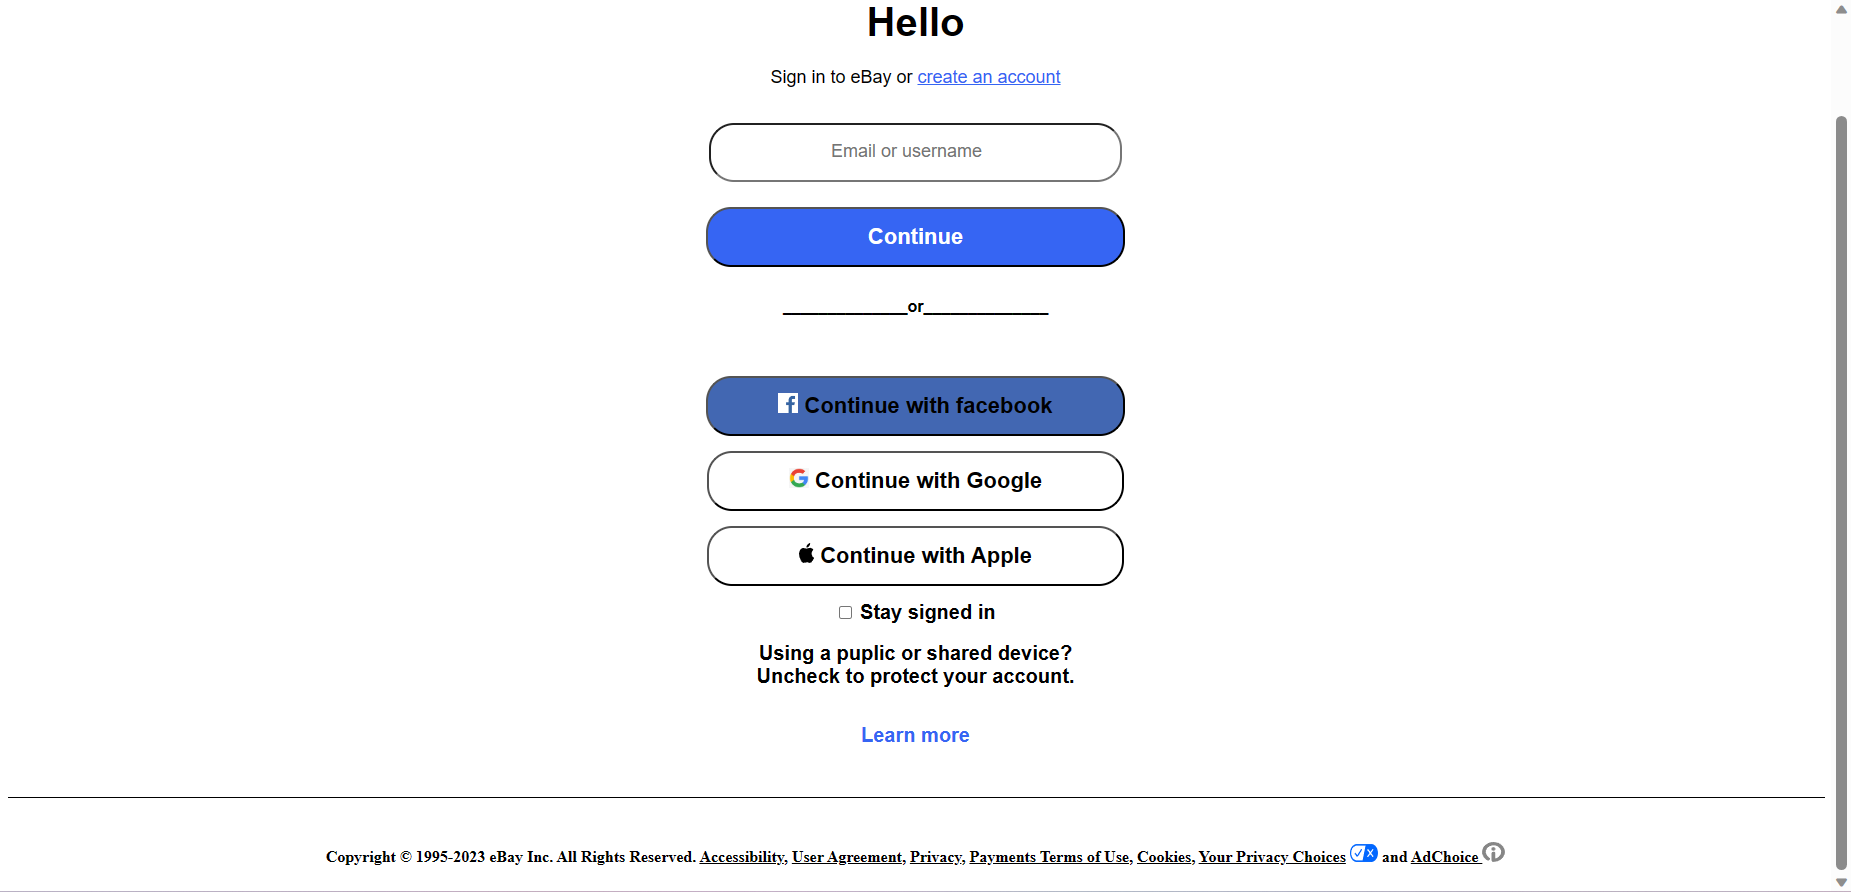 Hello
Sign in to eBay or create an account
Email or username
Continue
______________or______________
Continue with facebook
Continue with Google
Continue with Apple
Stay signed in
Using a puplic or shared device?
Uncheck to protect your account.
Learn more
Copyright © 1995-2023 eBay Inc. All Rights Reserved. Accessibility, User Agreement, Privacy, Payments Terms of Use, Cookies, Your Privacy Choices and AdChoice